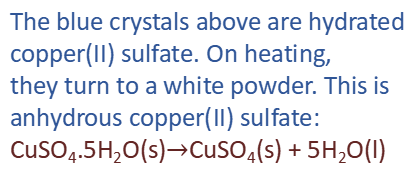 The blue crystals above are hydrated
copper(II) sulfate. On heating,
they turn to a white powder. This is
anhydrous copper(II) sulfate:
CuSO₄.5H₂O(s)→CuSO₄(s) + 5H₂O(l)